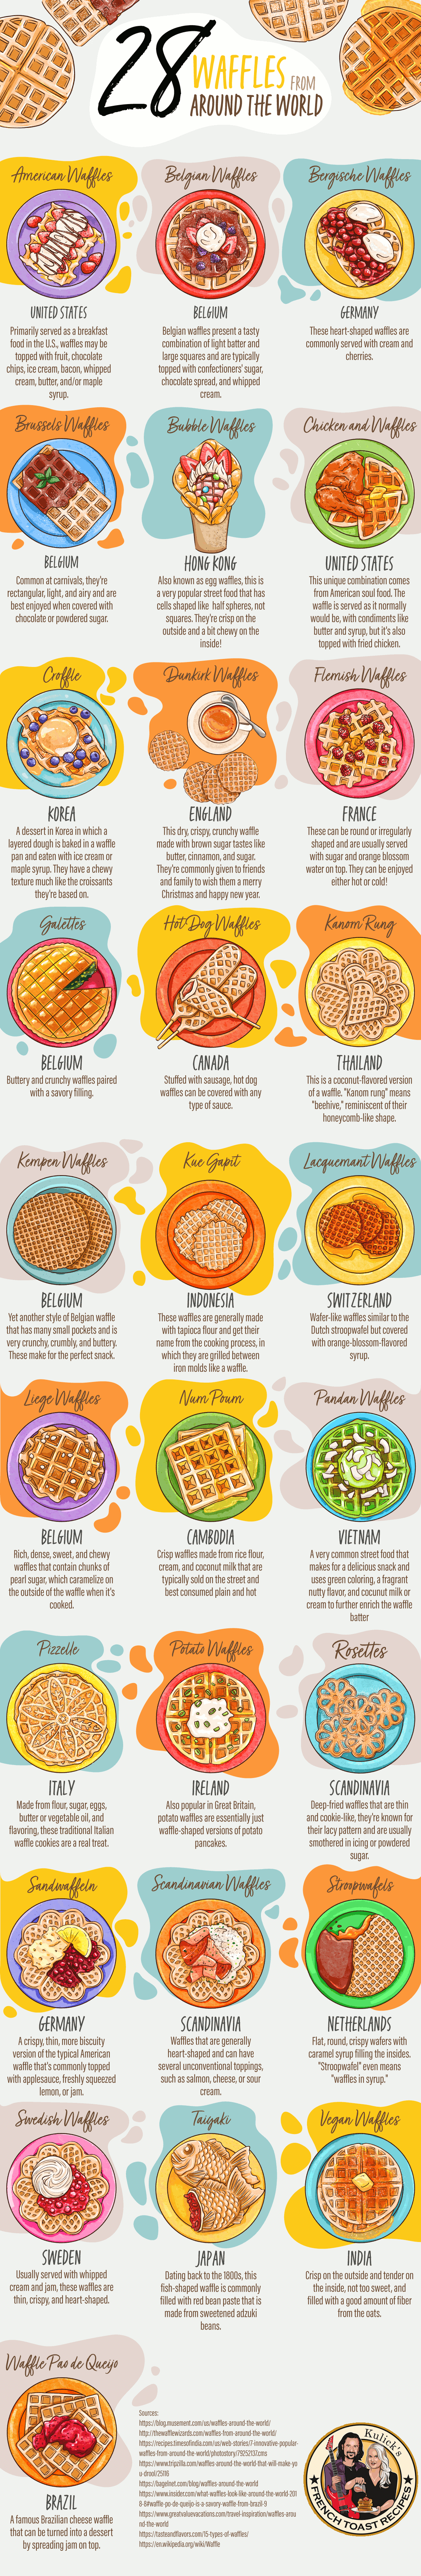 28
WAFFLES FROM
AROUND THE WORLD
American Waffles
UNITED STATES
Primarily served as a breakfast
food in the U.S., waffles may be
topped with fruit, chocolate
chips, ice cream, bacon, whipped
cream, butter, and/or maple
syrup.
Belgian Waffles
BELGIUM
Belgian waffles present a tasty
combination of light batter and
large squares and are typically
topped with confectioners' sugar,
chocolate spread, and whipped
cream.
Bergische Waffles
GERMANY
These heart-shaped waffles are
commonly served with cream and
cherries.
Brussels Waffles
BELGIUM
Common at carnivals, they're
rectangular, light, and airy and are
best enjoyed when covered with
chocolate or powdered sugar.
Bubble Waffles
HONG KONG
Also known as egg waffles, this is
a very popular street food that has
cells shaped like half spheres, not
squares. They're crisp on the
outside and a bit chewy on the
inside!
Chicken and Waffles
UNITED STATES
This unique combination comes
from American soul food. The
waffle is served as it normally
would be, with condiments like
butter and syrup, but it's also
topped with fried chicken.
Croffle
KOREA
A dessert in Korea in which a
layered dough is baked in a waffle
pan and eaten with ice cream or
maple syrup. They have a chewy
texture much like the croissants
they're based on.
Dunkirk Waffles
ENGLAND
This dry, crispy, crunchy waffle
made with brown sugar tastes like
butter, cinnamon, and sugar.
They're commonly given to friends
and family to wish them a merry
Christmas and happy new year.
Flemish Waffles
FRANCE
These can be round or irregularly
shaped and are usually served
with sugar and orange blossom
water on top. They can be enjoyed
either hot or cold!
Galettes
BELGIUM
Buttery and crunchy waffles paired
with a savory filling.
Hot Dog Waffles
CANADA
Stuffed with sausage, hot dog
waffles can be covered with any
type of sauce.
Kanom Rung
THAILAND
This is a coconut-flavored version
of a waffle. "Kanom rung" means
"beehive," reminiscent of their
honeycomb-like shape.
Kempen Waffles
BELGIUM
Yet another style of Belgian waffle
that has many small pockets and is
very crunchy, crumbly, and buttery.
These make for the perfect snack.
Kue Gapit
INDONESIA
These waffles are generally made
with tapioca flour and get their
name from the cooking process, in
which they are grilled between
iron molds like a waffle.
Lacquemant Waffles
SWITZERLAND
Wafer-like waffles similar to the
Dutch stroopwafel but covered
with orange-blossom-flavored
syrup.
Liege Waffles
BELGIUM
Rich, dense, sweet, and chewy
waffles that contain chunks of
pearl sugar, which caramelize on
the outside of the waffle when it's
cooked.
Num Poum
CAMBODIA
Crisp waffles made from rice flour,
cream, and coconut milk that are
typically sold on the street and
best consumed plain and hot
Pandan Waffles
VIETNAM
A very common street food that
makes for a delicious snack and
uses green coloring, a fragrant
nutty flavor, and cocunut milk or
cream to further enrich the waffle
batter
Pizzelle
ITALY
Made from flour, sugar, eggs,
butter or vegetable oil, and
flavoring, these traditional Italian
waffle cookies are a real treat.
Potato Waffles
IRELAND
Also popular in Great Britain,
potato waffles are essentially just
waffle-shaped versions of potato
pancakes.
Rosettes
SCANDINAVIA
Deep-fried waffles that are thin
and cookie-like, they're known for
their lacy pattern and are usually
smothered in icing or powdered
sugar.
Sandwaffeln
GERMANY
A crispy, thin, more biscuity
version of the typical American
waffle that's commonly topped
with applesauce, freshly squeezed
lemon, or jam.
Scandinavian Waffles
SCANDINAVIA
Waffles that are generally
heart-shaped and can have
several unconventional toppings,
such as salmon, cheese, or sour
cream.
Stroopwafels
NETHERLANDS
Flat, round, crispy wafers with
caramel syrup filling the insides.
"Stroopwafel" even means
"waffles in syrup."
Swedish Waffles
SWEDEN
Usually served with whipped
cream and jam, these waffles are
thin, crispy, and heart-shaped.
Taiyaki
JAPAN
Dating back to the 1800s, this
fish-shaped waffle is commonly
filled with red bean paste that is
made from sweetened adzuki
beans.
Vegan Waffles
INDIA
Crisp on the outside and tender on
the inside, not too sweet, and
filled with a good amount of fiber
from the oats.
Waffle Pao de Queijo
BRAZIL
A famous Brazilian cheese waffle
that can be turned into a dessert
by spreading jam on top.
Sources:
https://blog.musement.com/us/waffles-around-the-world/
http://thewafflewizards.com/waffles-from-around-the-world/
https://recipes.timesofindia.com/us/web-stories/7-innovative-popular-
waffles-from-around-the-world/photostory/79252137.cms
https://www.tripzilla.com/waffles-around-the-world-that-will-make-yo
u-drool/25116
https://bagelnet.com/blog/waffles-around-the-world
https://www.insider.com/what-waffles-look-like-around-the-world-201
8-8#waffle-po-de-queijo-is-a-savory-waffle-from-brazil-9
https://www.greatvaluevacations.com/travel-inspiration/waffles-arou
nd-the-world
https://tasteandflavors.com/15-types-of-waffles/
https://en.wikipedia.org/wiki/Waffle
Kulick's
FRENCH TOAST RECIPES